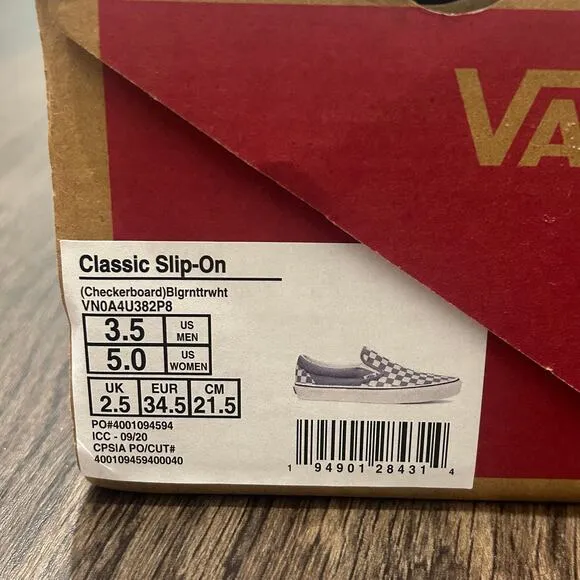 VA
Classic Slip-On
(Checkerboard)Blgrnttrwht
VN0A4U382P8
3.5 US MEN
5.0 US WOMEN
UK EUR CM
2.5 34.5 21.5
PO#4001094594
ICC - 09/20
CPSIA PO/CUT#
400109459400040
1 94901 28431 4